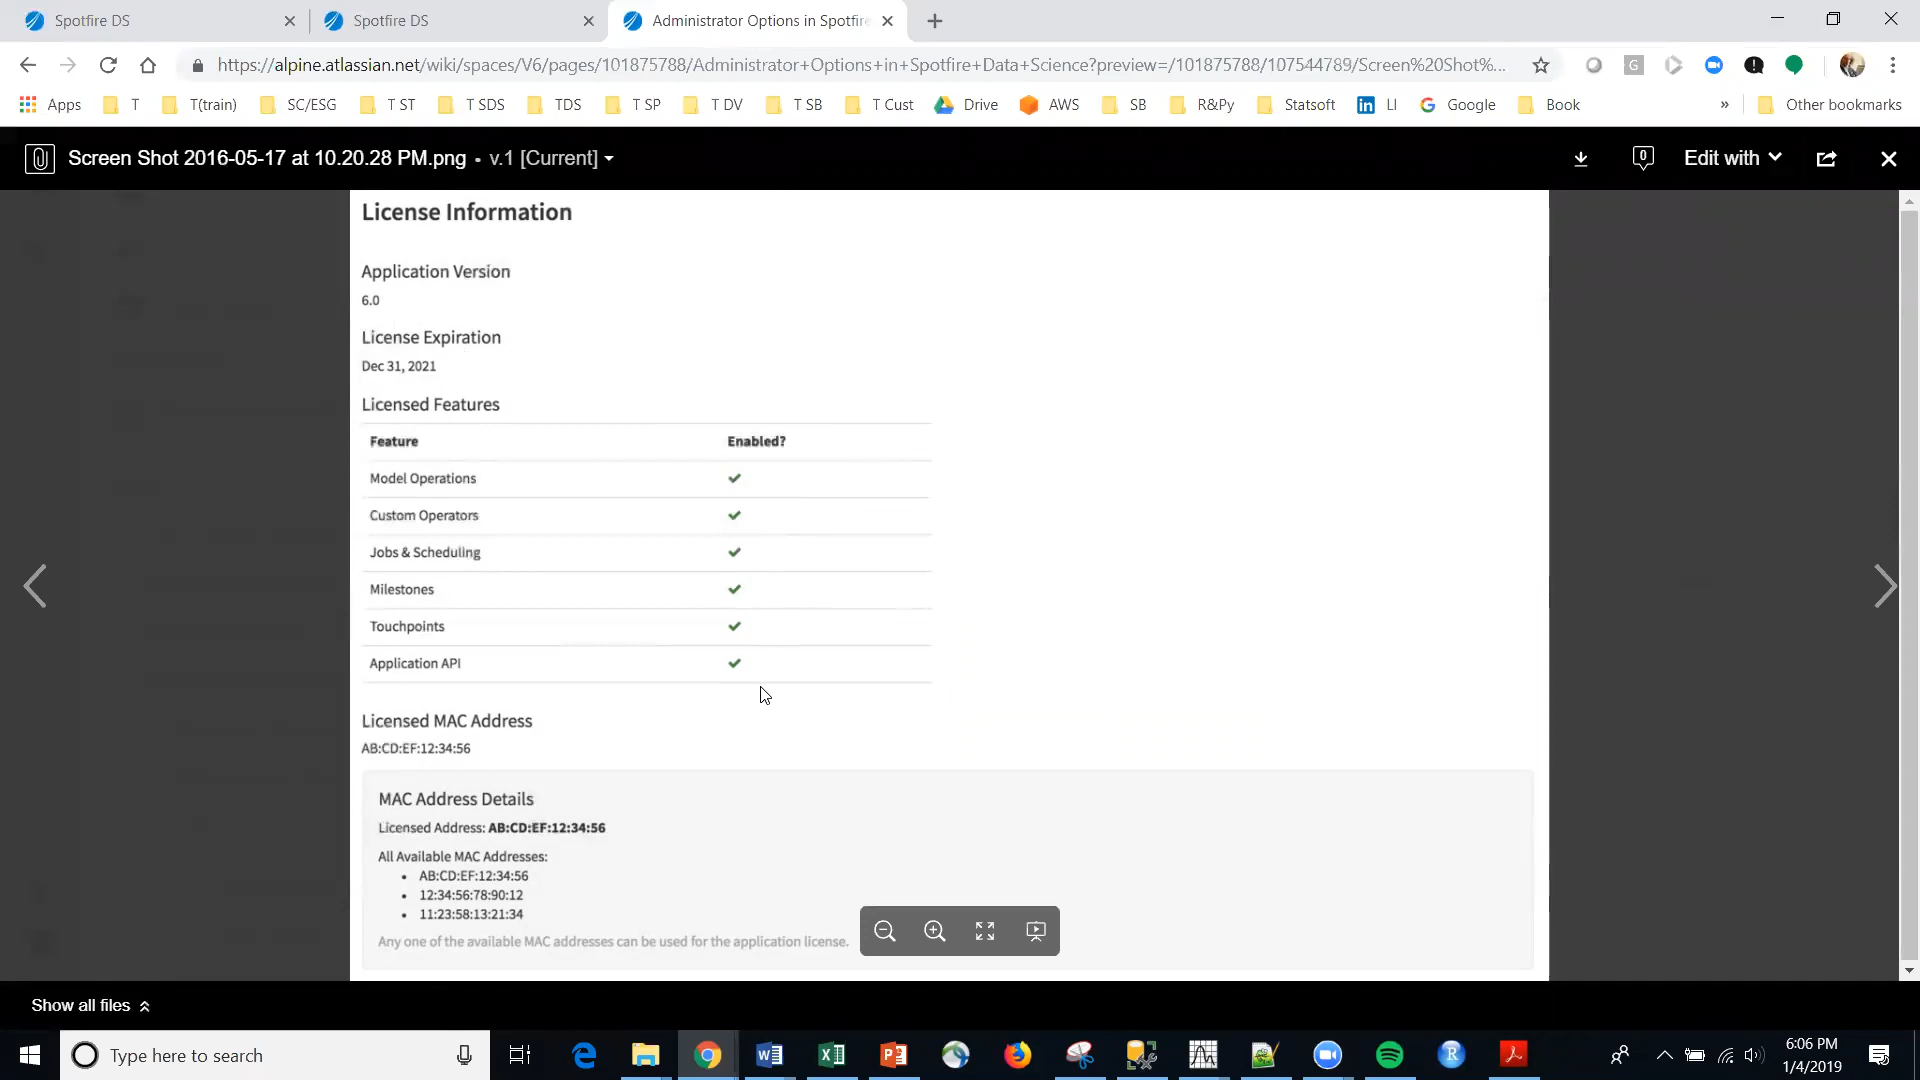 Spotfire DS
Spotfire DS
Administrator Options in Spotfire
https://alpine.atlassian.net/wiki/spaces/V6/pages/101875788/Administrator+Options+in+Spotfire+Data+Science?preview=/101875788/107544789/Screen%20Shot%...
Apps
T
T(train)
SC/ESG
T ST
T SDS
TDS
T SP
T DV
T SB
T Cust
Drive
AWS
SB
R&Py
Statsoft
LI
Google
Book
»
Other bookmarks
Screen Shot 2016-05-17 at 10.20.28 PM.png • v.1 [Current]
0
Edit with
License Information
Application Version
6.0
License Expiration
Dec 31, 2021
Licensed Features
Feature Enabled?
Model Operations
Custom Operators
Jobs & Scheduling
Milestones
Touchpoints
Application API
Licensed MAC Address
AB:CD:EF:12:34:56
MAC Address Details
Licensed Address: AB:CD:EF:12:34:56
All Available MAC Addresses:
• AB:CD:EF:12:34:56
• 12:34:56:78:90:12
• 11:23:58:13:21:34
Any one of the available MAC addresses can be used for the application license.
Show all files
Type here to search
6:06 PM
1/4/2019